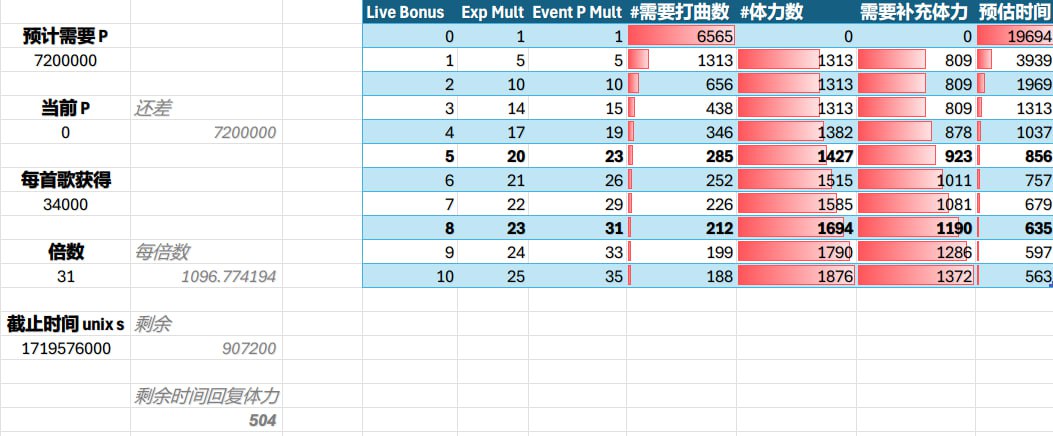 Live Bonus Exp Mult Event P Mult #需要打曲数 #体力数 需要补充体力 预估时间
预计需要 P 0 1 1 6565 0 0 19694
7200000 1 5 5 1313 1313 809 3939
2 10 10 656 1313 809 1969
当前 P 还差 3 14 15 438 1313 809 1313
0 7200000 4 17 19 346 1382 878 1037
5 20 23 285 1427 923 856
每首歌获得 6 21 26 252 1515 1011 757
34000 7 22 29 226 1585 1081 679
8 23 31 212 1694 1190 635
倍数 每倍数 9 24 33 199 1790 1286 597
31 1096.774194 10 25 35 188 1876 1372 563
截止时间 unix s 剩余
1719576000 907200
剩余时间回复体力
504